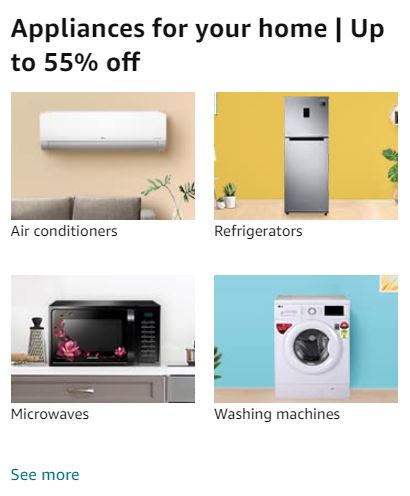 Appliances for your home | Up
to 55% off
Air conditioners
Refrigerators
Microwaves
Washing machines
See more